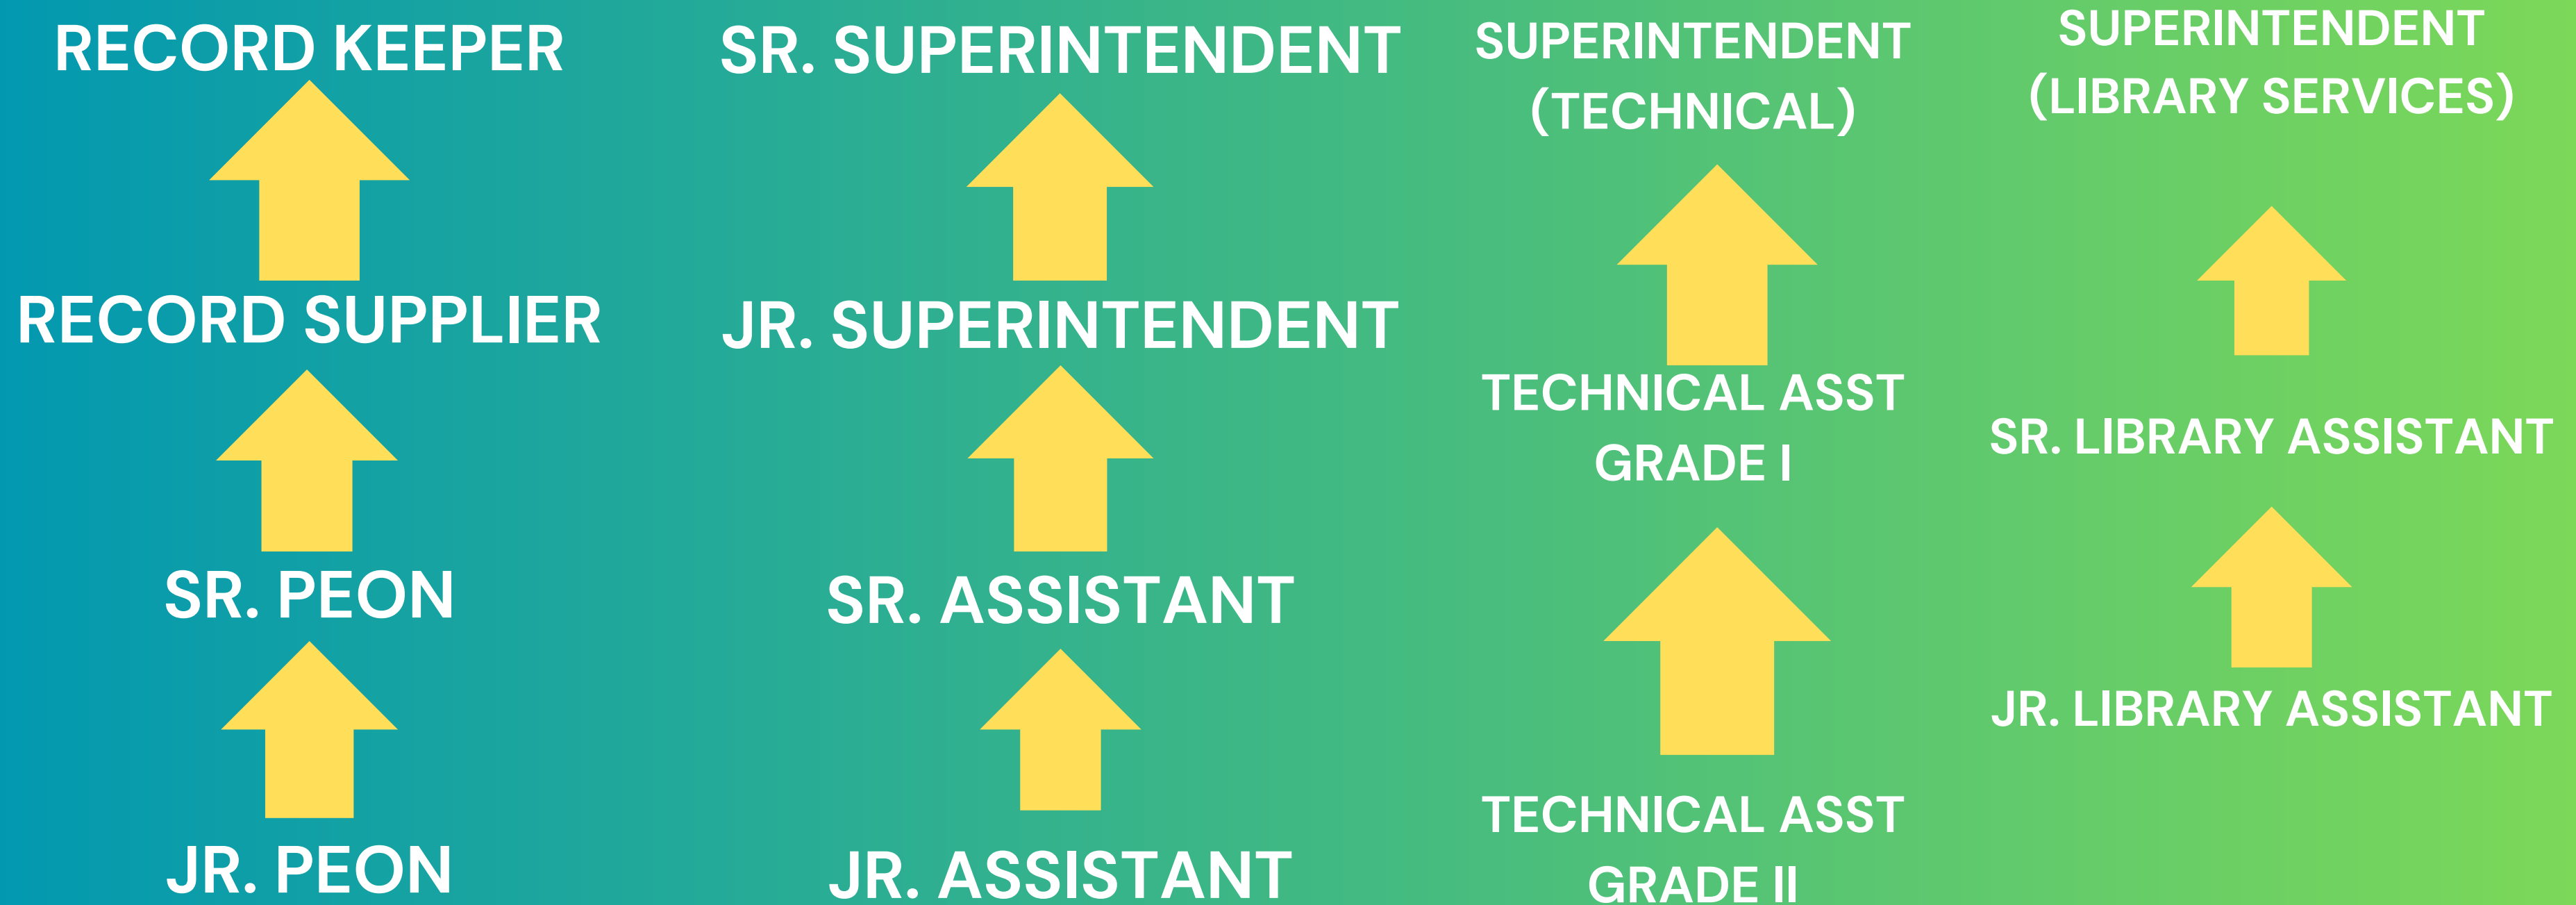 RECORD KEEPER
RECORD SUPPLIER
SR. PEON
JR. PEON
SR. SUPERINTENDENT
JR. SUPERINTENDENT
SR. ASSISTANT
JR. ASSISTANT
SUPERINTENDENT
(TECHNICAL)
TECHNICAL ASST
GRADE I
TECHNICAL ASST
GRADE II
SUPERINTENDENT
(LIBRARY SERVICES)
SR. LIBRARY ASSISTANT
JR. LIBRARY ASSISTANT